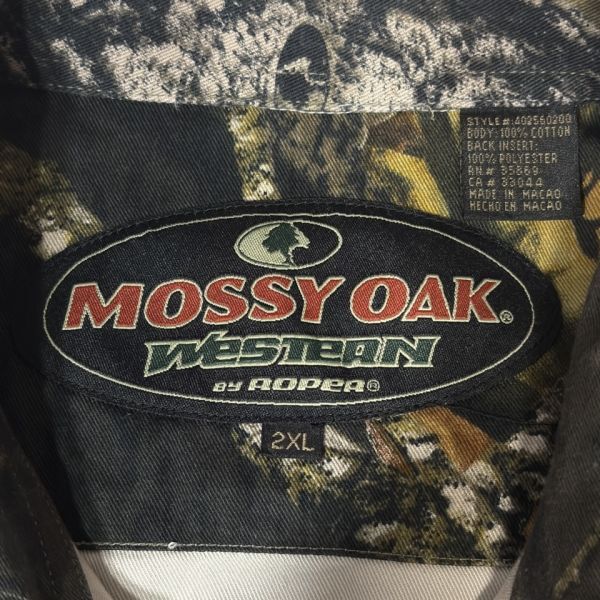 STYLE#:402560200
BODY: 100% COTTON
BACK INSERT:
100% POLYESTER
RN# 35869
CA# 33044
MADE IN MACAO
HECHO EN MACAO
MOSSY OAK®
WESTERN
BY ROPER®
2XL